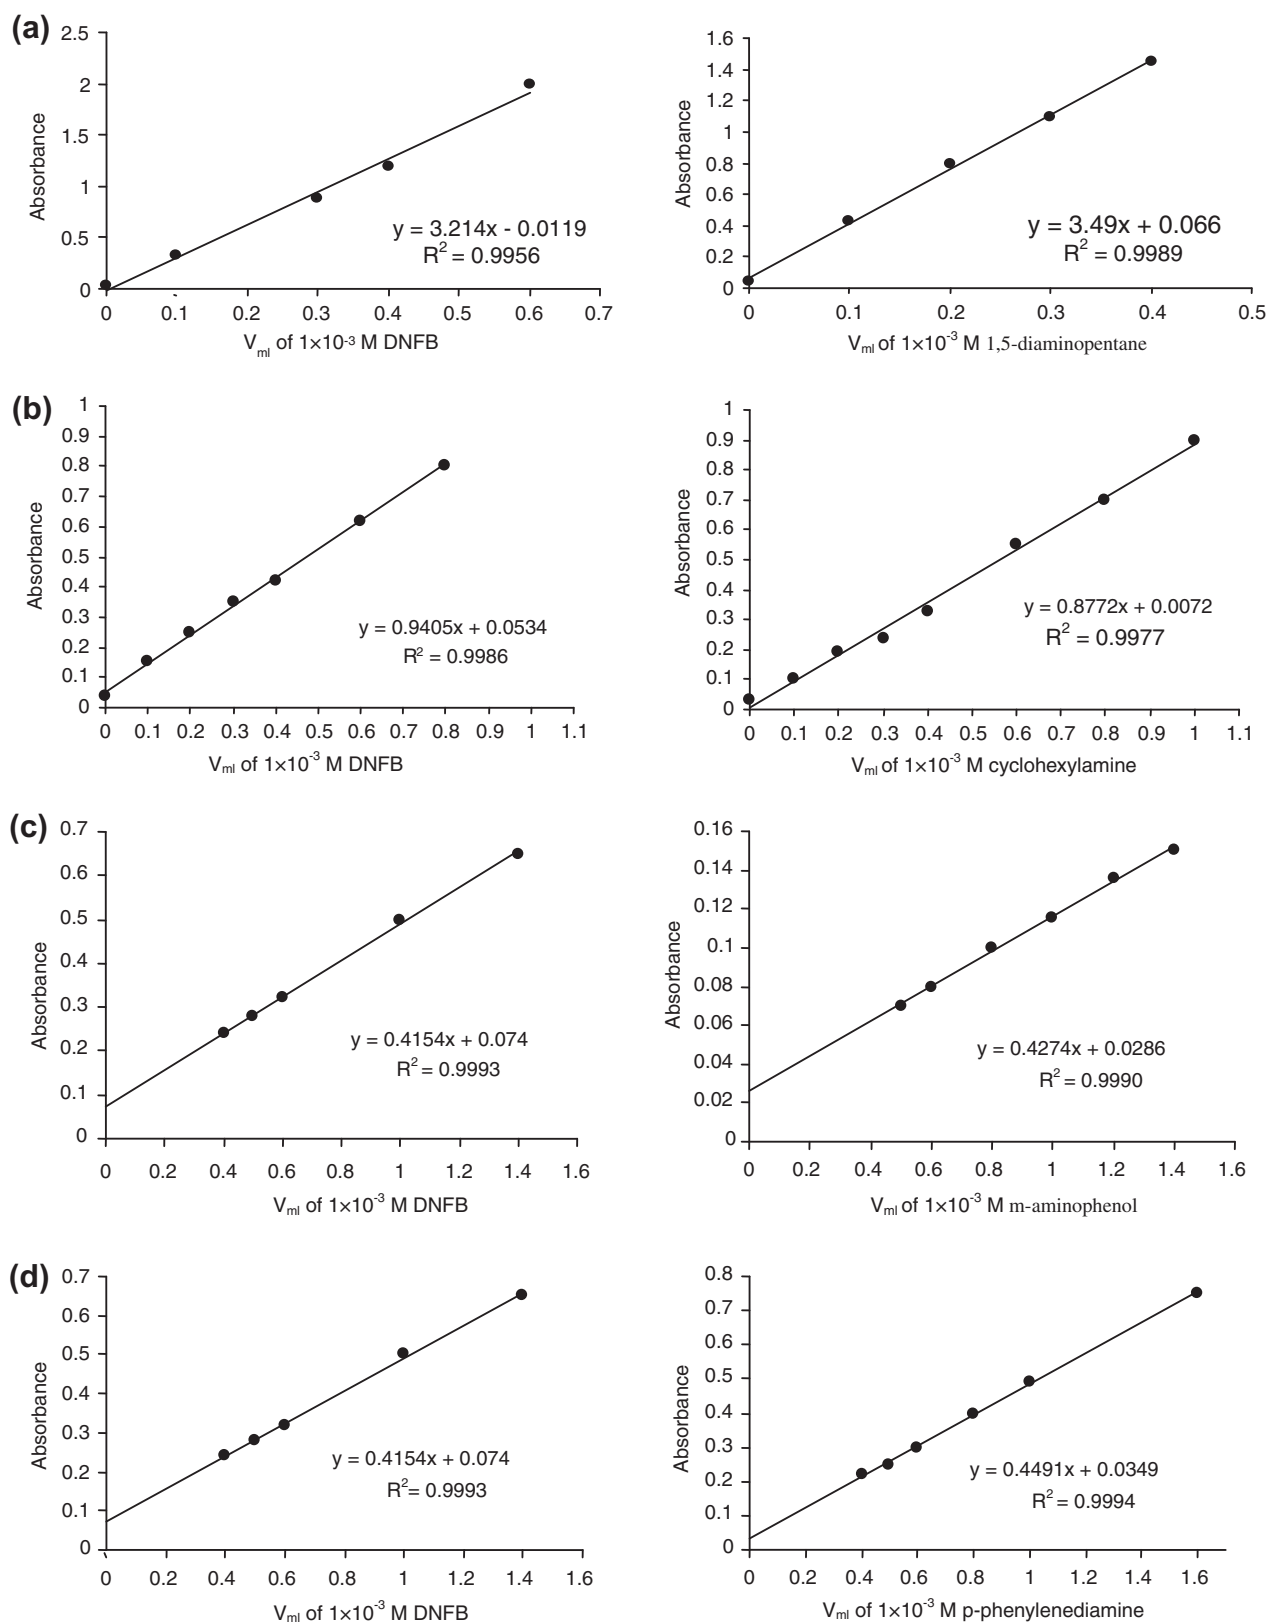 (a)
2.5
2
1.5
1
0.5
0
Absorbance
y = 3.214x - 0.0119
R² = 0.9956
0 0.1 0.2 0.3 0.4 0.5 0.6 0.7
Vml of 1×10-3 M DNFB
1.6
1.4
1.2
1
0.8
0.6
0.4
0.2
0
Absorbance
y = 3.49x + 0.066
R² = 0.9989
0 0.1 0.2 0.3 0.4 0.5
Vml of 1×10-3 M 1,5-diaminopentane
(b)
1
0.9
0.8
0.7
0.6
0.5
0.4
0.3
0.2
0.1
0
Absorbance
y = 0.9405x + 0.0534
R² = 0.9986
0 0.1 0.2 0.3 0.4 0.5 0.6 0.7 0.8 0.9 1 1.1
Vml of 1×10-3 M DNFB
1
0.9
0.8
0.7
0.6
0.5
0.4
0.3
0.2
0.1
0
Absorbance
y = 0.8772x + 0.0072
R² = 0.9977
0 0.1 0.2 0.3 0.4 0.5 0.6 0.7 0.8 0.9 1 1.1
Vml of 1×10-3 M cyclohexylamine
(c)
0.7
0.6
0.5
0.4
0.3
0.2
0.1
0
Absorbance
y = 0.4154x + 0.074
R² = 0.9993
0 0.2 0.4 0.6 0.8 1 1.2 1.4 1.6
Vml of 1×10-3 M DNFB
0.16
0.14
0.12
0.1
0.08
0.06
0.04
0.02
0
Absorbance
y = 0.4274x + 0.0286
R² = 0.9990
0.2 0.4 0.6 0.8 1 1.2 1.4 1.6
Vml of 1×10-3 M m-aminophenol
(d)
0.7
0.6
0.5
0.4
0.3
0.2
0.1
0
Absorbance
y = 0.4154x + 0.074
R²= 0.9993
0 0.2 0.4 0.6 0.8 1 1.2 1.4 1.6
Vml of 1×10-3 M DNFB
0.8
0.7
0.6
0.5
0.4
0.3
0.2
0.1
0
Absorbance
y = 0.4491x + 0.0349
R² = 0.9994
0 0.2 0.4 0.6 0.8 1 1.2 1.4 1.6
Vml of 1×10-3 M p-phenylenediamine